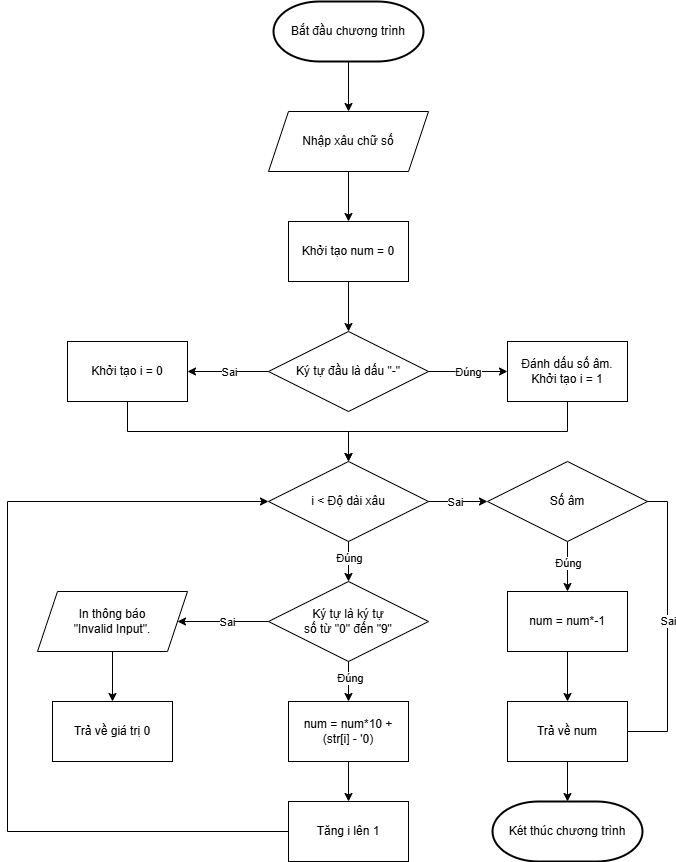 Bắt đầu chương trình
Nhập xâu chữ số
Khởi tạo num = 0
Khởi tạo i = 0
Sai
Ký tự đầu là dấu "-"
Đúng
Đánh dấu số âm.
Khởi tạo i = 1
i < Độ dài xâu
Sai
Số âm
Đúng
Đúng
In thông báo
"Invalid Input".
Sai
Ký tự là ký tự
số từ "0" đến "9"
num = num*-1
Sai
Đúng
Trả về giá trị 0
num = num*10 +
(str[i] - '0)
Trả về num
Tăng i lên 1
Két thúc chương trình